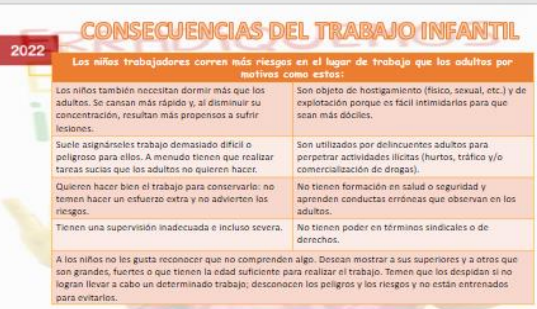 CONSECUENCIAS DEL TRABAJO INFANTIL
2022
Los niños trabajadores corren más riesgos en el lugar de trabajo que los adultos por
motivos como estos:
Los niños también necesitan dormir más que los
adultos. Se cansan más rápido y, al disminuir su
concentración, resultan más propensos a sufrir
lesiones.
Son objeto de hostigamiento (físico, sexual, etc.) y de
explotación porque es fácil intimidarlos para que
sean más dóciles.
Suele asignárseles trabajo demasiado difícil o
peligroso para ellos. A menudo tienen que realizar
tareas sucias que los adultos no quieren hacer.
Son utilizados por delincuentes adultos para
perpetrar actividades ilícitas (hurtos, tráfico y/o
comercialización de drogas).
Quieren hacer bien el trabajo para conservarlo: no
temen hacer un esfuerzo extra y no advierten los
riesgos.
No tienen formación en salud o seguridad y
aprenden conductas erróneas que observan en los
adultos.
Tienen una supervisión inadecuada e incluso severa.
No tienen poder en términos sindicales o de
derechos.
A los niños no les gusta reconocer que no comprenden algo. Desean mostrar a sus superiores y a otros que
son grandes, fuertes o que tienen la edad suficiente para realizar el trabajo. Temen que los despidan si no
logran llevar a cabo un determinado trabajo; desconocen los peligros y los riesgos y no están entrenados
para evitarlos.